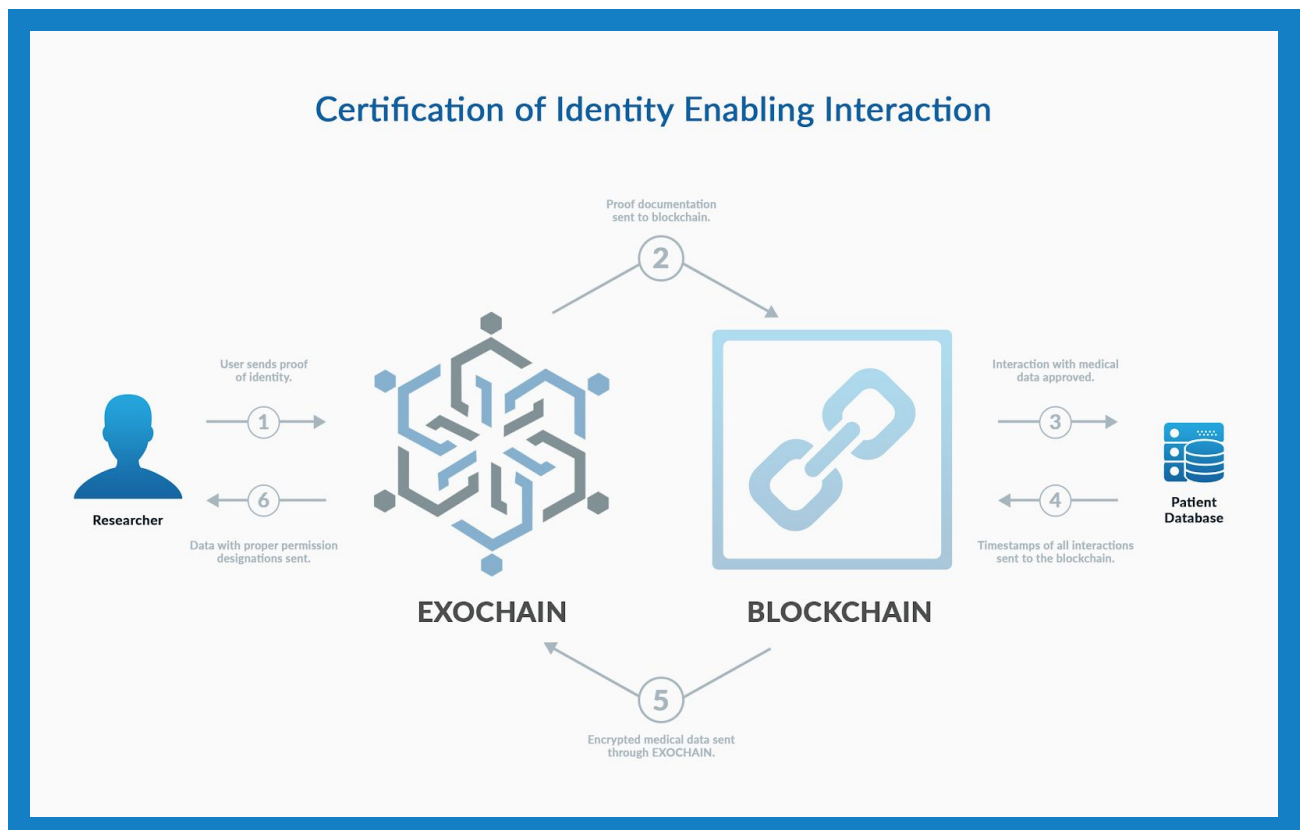 Certification of Identity Enabling Interaction
Proof documentation
sent to blockchain.
2
User sends proof
of identity.
1
Interaction with medical
data approved.
3
6
4
Researcher
Patient
Database
Data with proper permission
designations sent.
Timestamps of all interactions
sent to the blockchain.
EXOCHAIN
BLOCKCHAIN
5
Encrypted medical data sent
through EXOCHAIN.